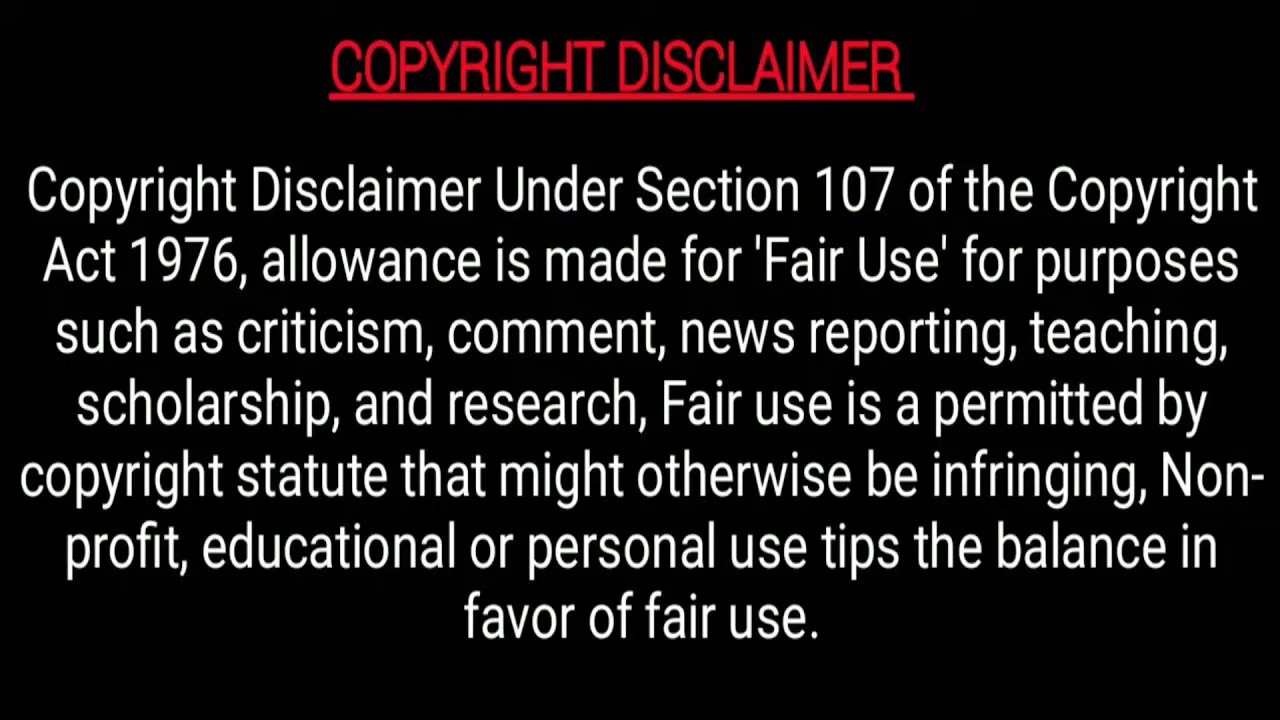 COPYRIGHT DISCLAIMER
Copyright Disclaimer Under Section 107 of the Copyright
Act 1976, allowance is made for 'Fair Use' for purposes
such as criticism, comment, news reporting, teaching,
scholarship, and research, Fair use is a permitted by
copyright statute that might otherwise be infringing, Non-
profit, educational or personal use tips the balance in
favor of fair use.